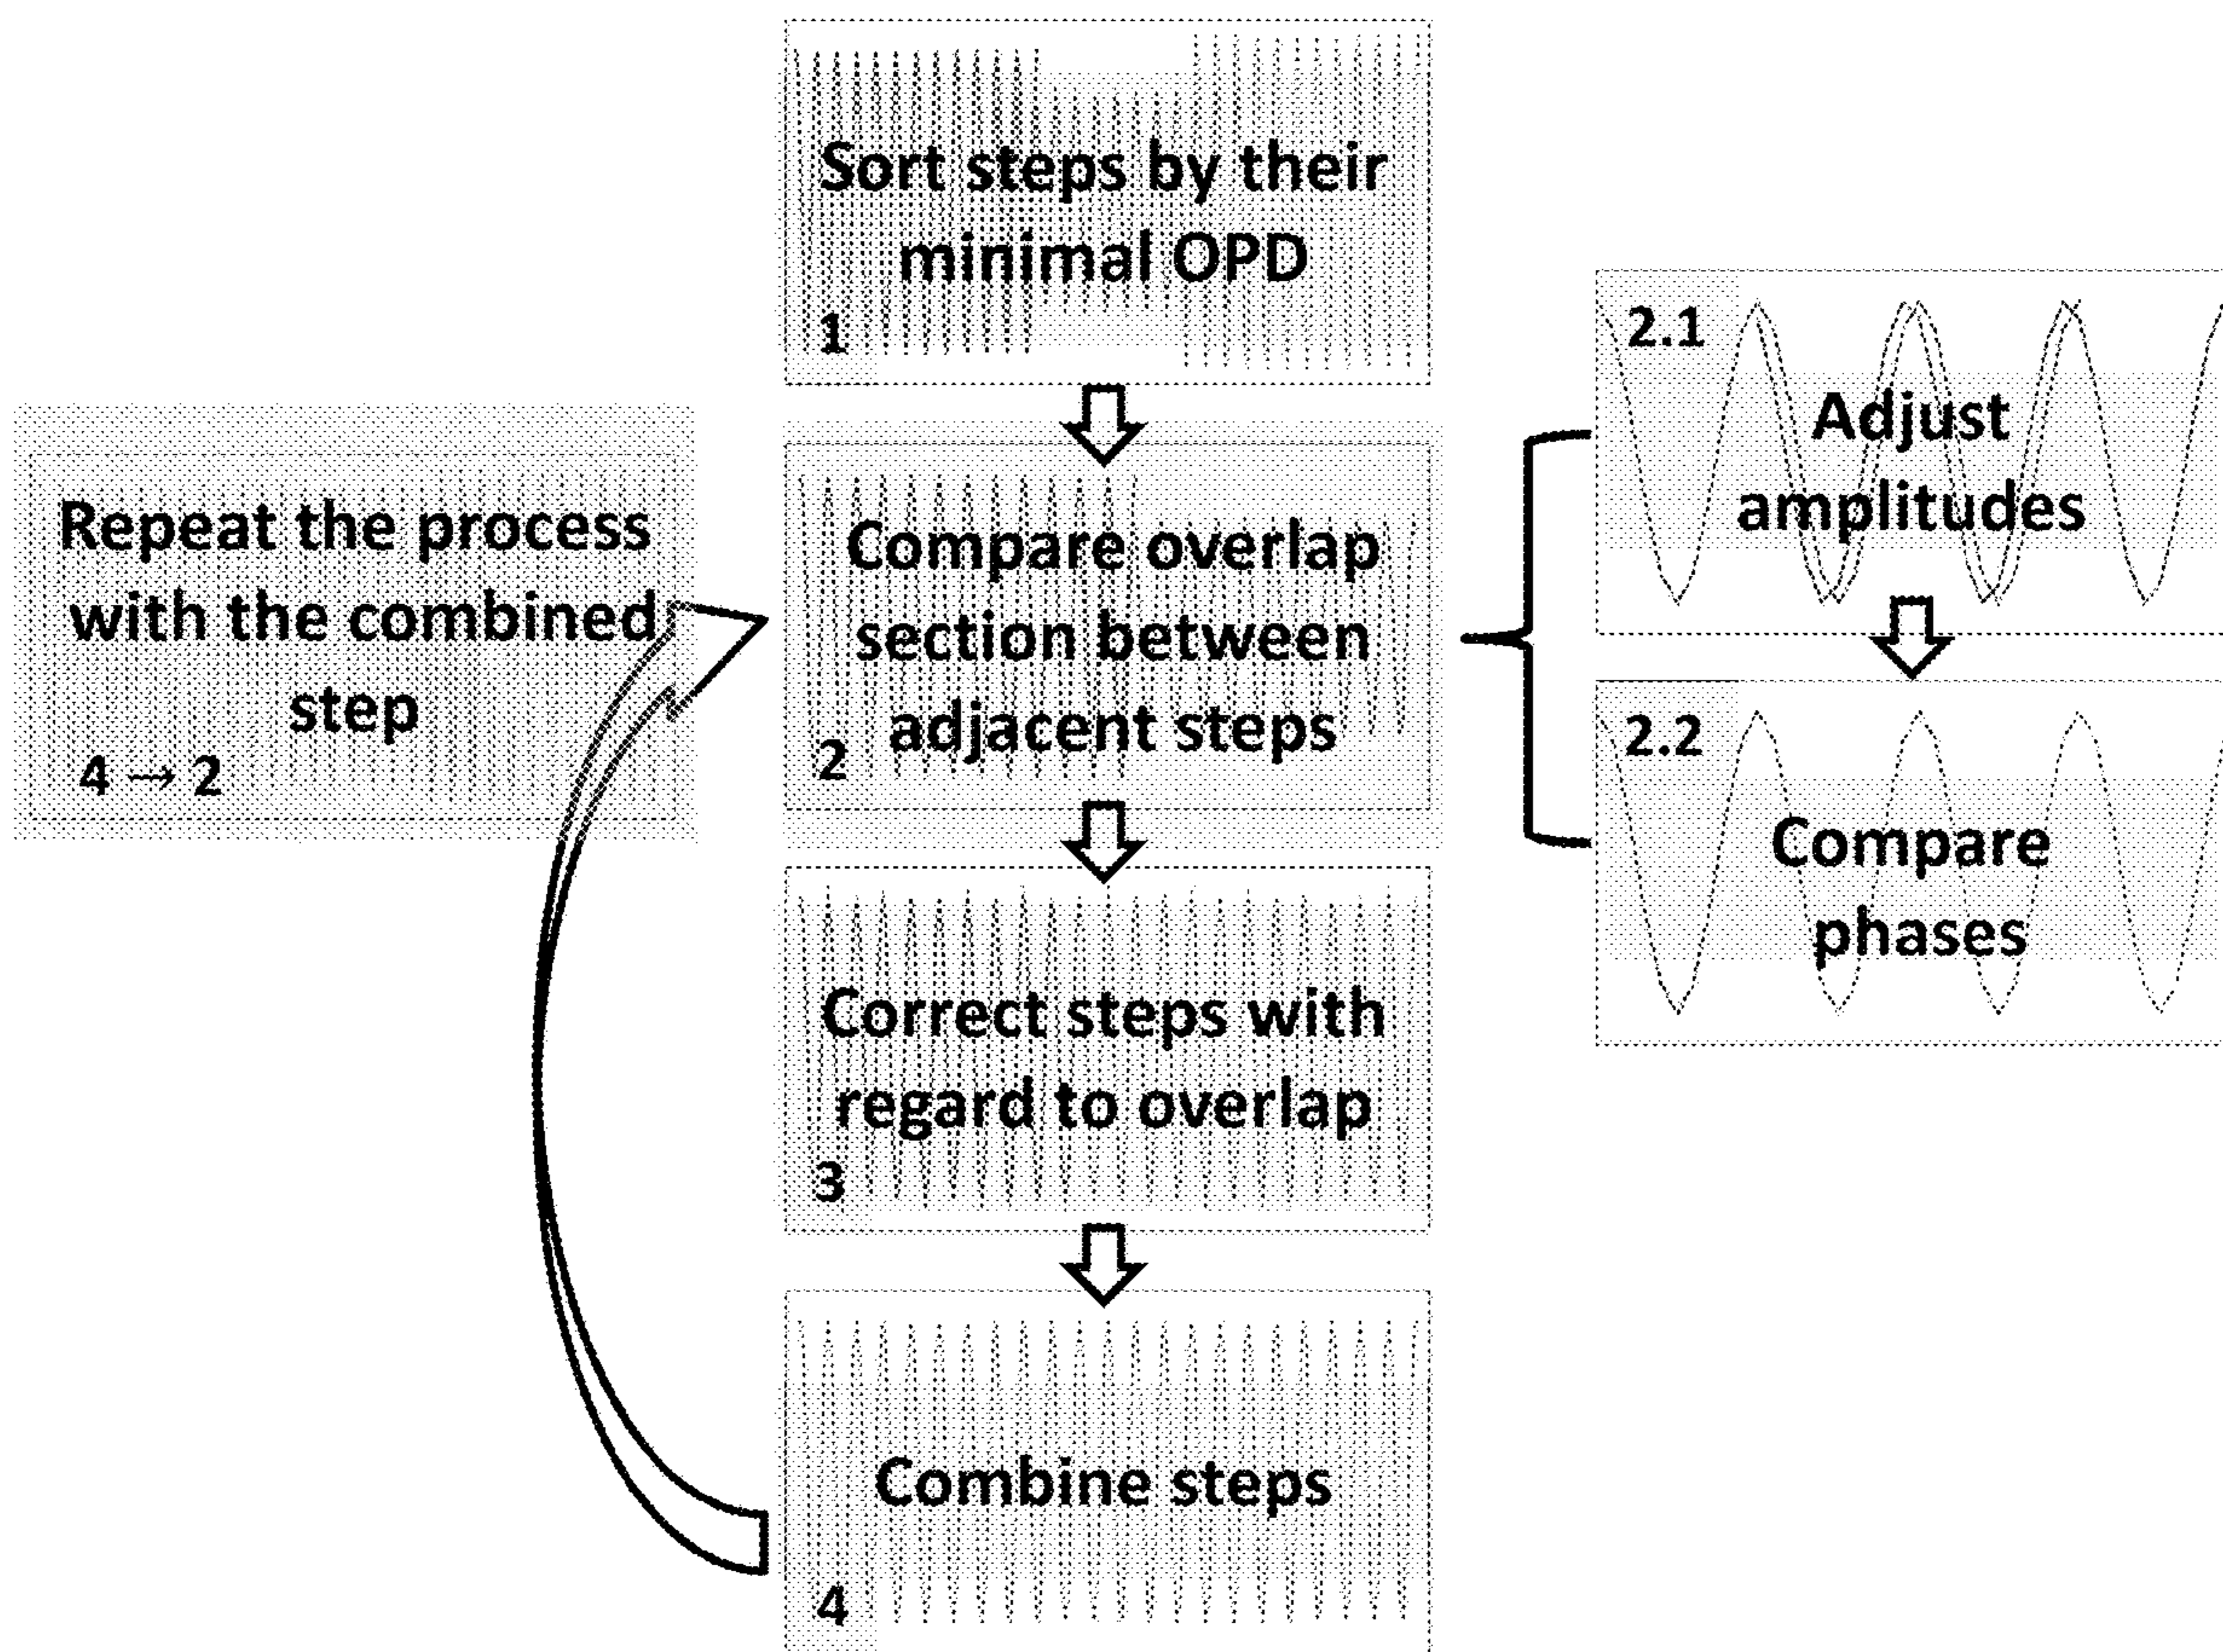 Sort steps by their
minimal OPD
1
Repeat the process
with the combined
step
4 → 2
Compare overlap
section between
adjacent steps
2
2.1
Adjust
amplitudes
2.2
Compare
phases
Correct steps with
regard to overlap
3
Combine steps
4